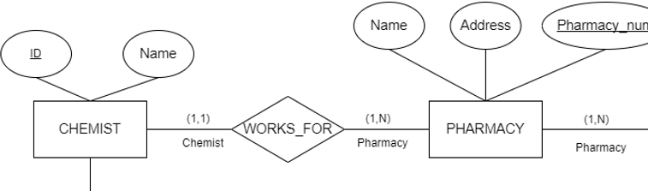 Name
Address
Pharmacy_num
ID
Name
CHEMIST
(1,1)
Chemist
WORKS_FOR
(1,N)
Pharmacy
PHARMACY
(1,N)
Pharmacy